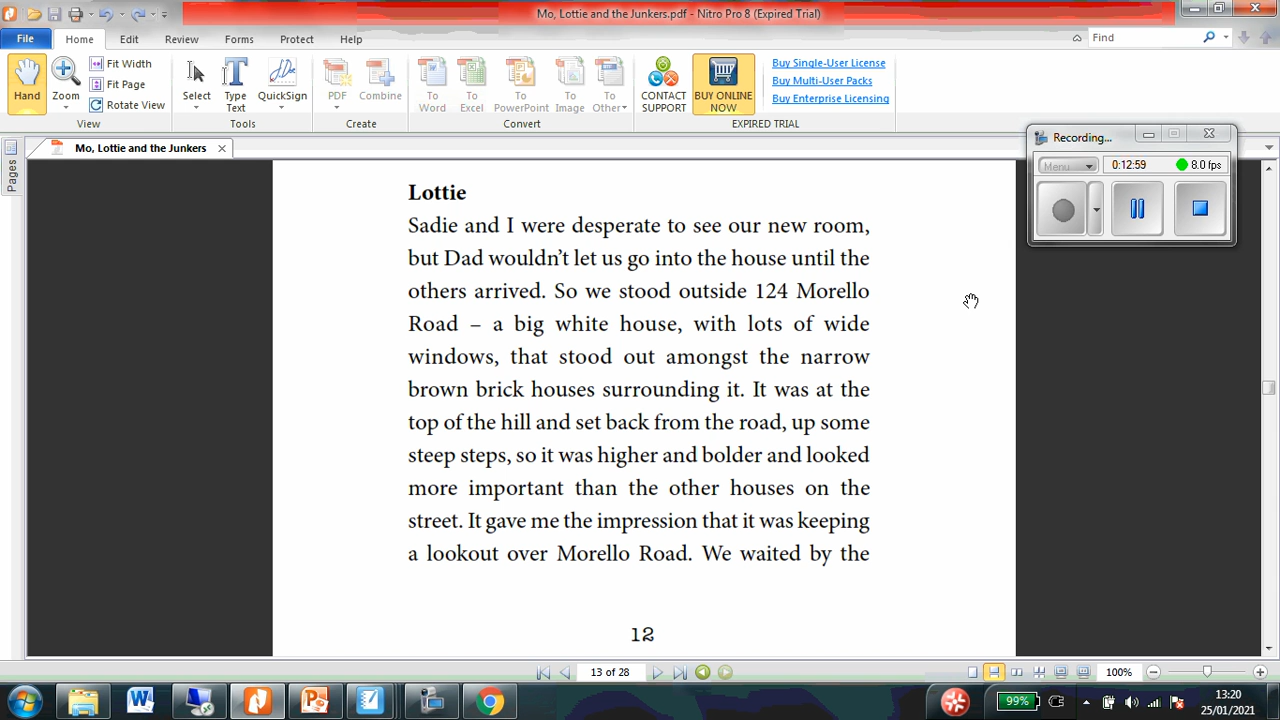 Mo, Lottie and the Junkers.pdf - Nitro Pro 8 (Expired Trial)
File Home Edit Review Forms Protect Help
Find
Hand
Zoom
Fit Width
Fit Page
Rotate View
View
Select
Type Text
QuickSign
Tools
PDF
Combine
Create
To Word
To Excel
To PowerPoint
To Image
To Other
Convert
CONTACT SUPPORT
BUY ONLINE NOW
Buy Single-User License
Buy Multi-User Packs
Buy Enterprise Licensing
EXPIRED TRIAL
Mo, Lottie and the Junkers
Recording...
Menu 0:12:59 8.0 fps
Pages
Lottie
Sadie and I were desperate to see our new room,
but Dad wouldn't let us go into the house until the
others arrived. So we stood outside 124 Morello
Road – a big white house, with lots of wide
windows, that stood out amongst the narrow
brown brick houses surrounding it. It was at the
top of the hill and set back from the road, up some
steep steps, so it was higher and bolder and looked
more important than the other houses on the
street. It gave me the impression that it was keeping
a lookout over Morello Road. We waited by the
12
13 of 28
100%
99%
13:20
25/01/2021